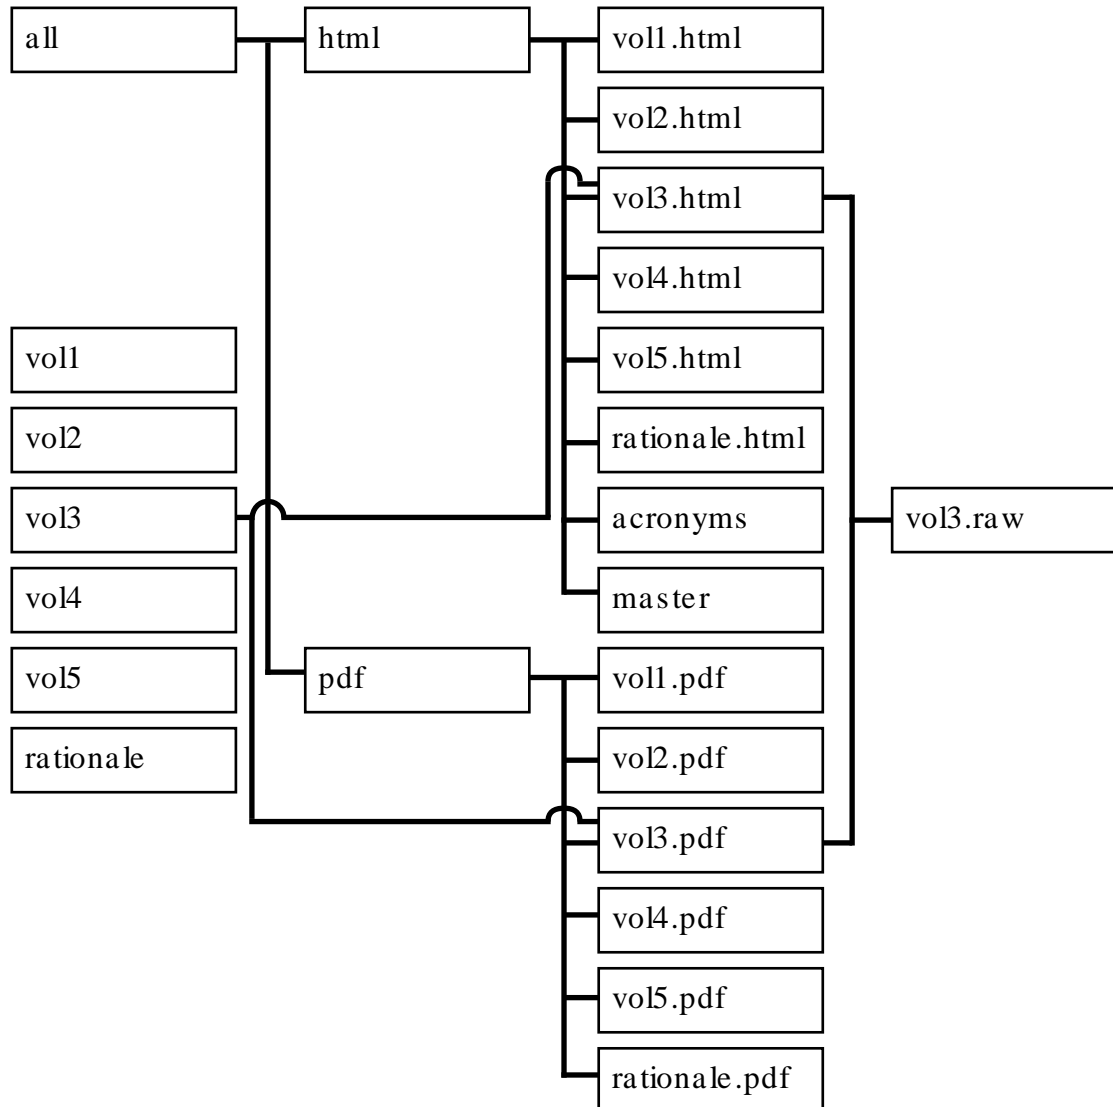 all
html
vol1.html
vol2.html
vol3.html
vol4.html
vol1
vol5.html
vol2
rationale.html
vol3
acronyms
vol3.raw
vol4
master
vol5
pdf
vol1.pdf
rationale
vol2.pdf
vol3.pdf
vol4.pdf
vol5.pdf
rationale.pdf